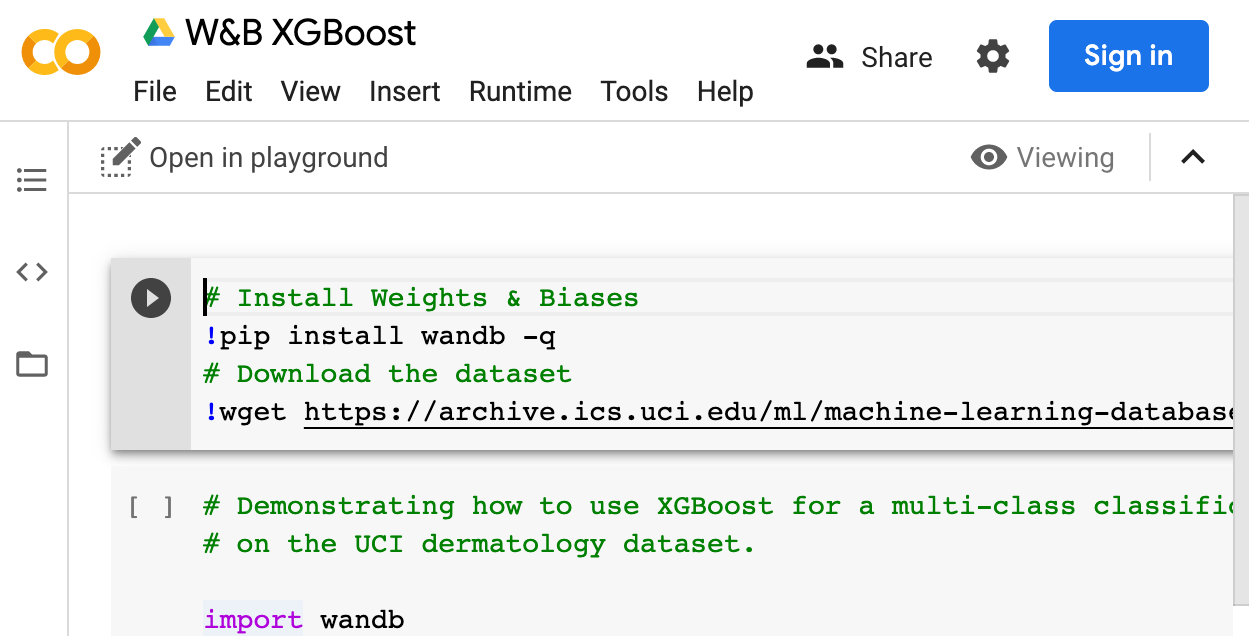 W&B XGBoost
File Edit View Insert Runtime Tools Help
Share
Sign in
Open in playground
Viewing
# Install Weights & Biases
!pip install wandb -q
# Download the dataset
!wget https://archive.ics.uci.edu/ml/machine-learning-database
[ ] # Demonstrating how to use XGBoost for a multi-class classific
# on the UCI dermatology dataset.
import wandb